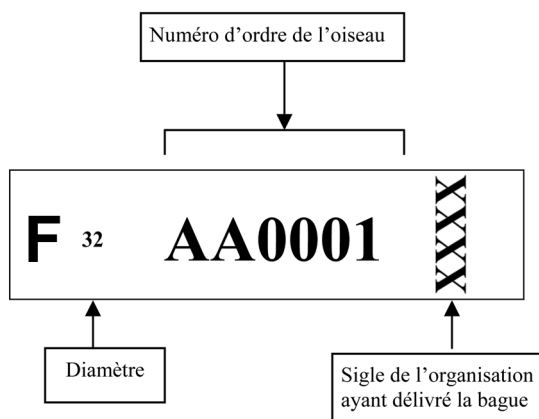 Numéro d’ordre de l’oiseau
F 32 AA0001 XXXX
Diamètre
Sigle de l’organisation
ayant délivré la bague